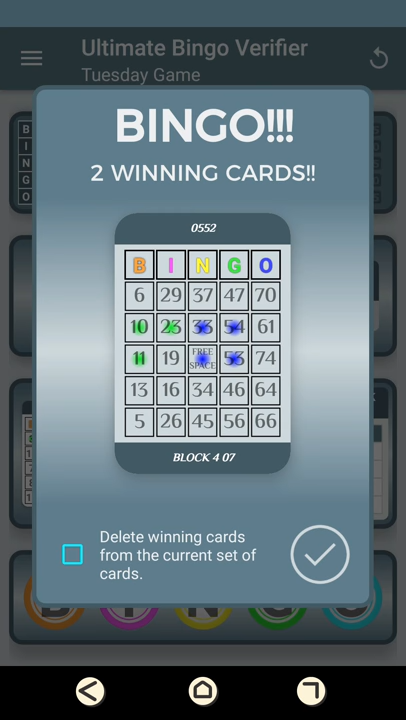 Ultimate Bingo Verifier
Tuesday Game
BINGO!!!
2 WINNING CARDS!!
0552
B I N G O
6 29 37 47 70
10 23 33 54 61
11 19 FREE SPACE 53 74
13 16 34 46 64
5 26 45 56 66
BLOCK 4 07
Delete winning cards
from the current set of
cards.